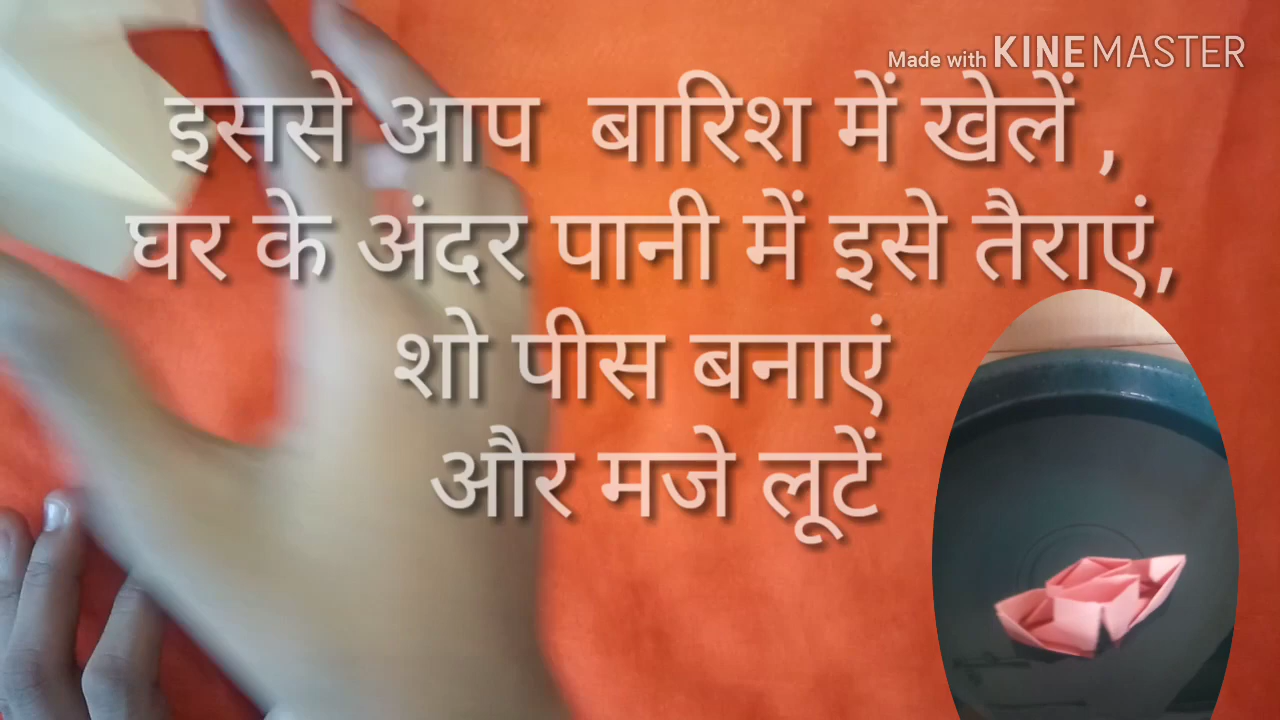 Made with KINEMASTER
इससे आप बारिश में खेलें ,
घर के अंदर पानी में इसे तैराएं,
शो पीस बनाएं
और मजे लूटें